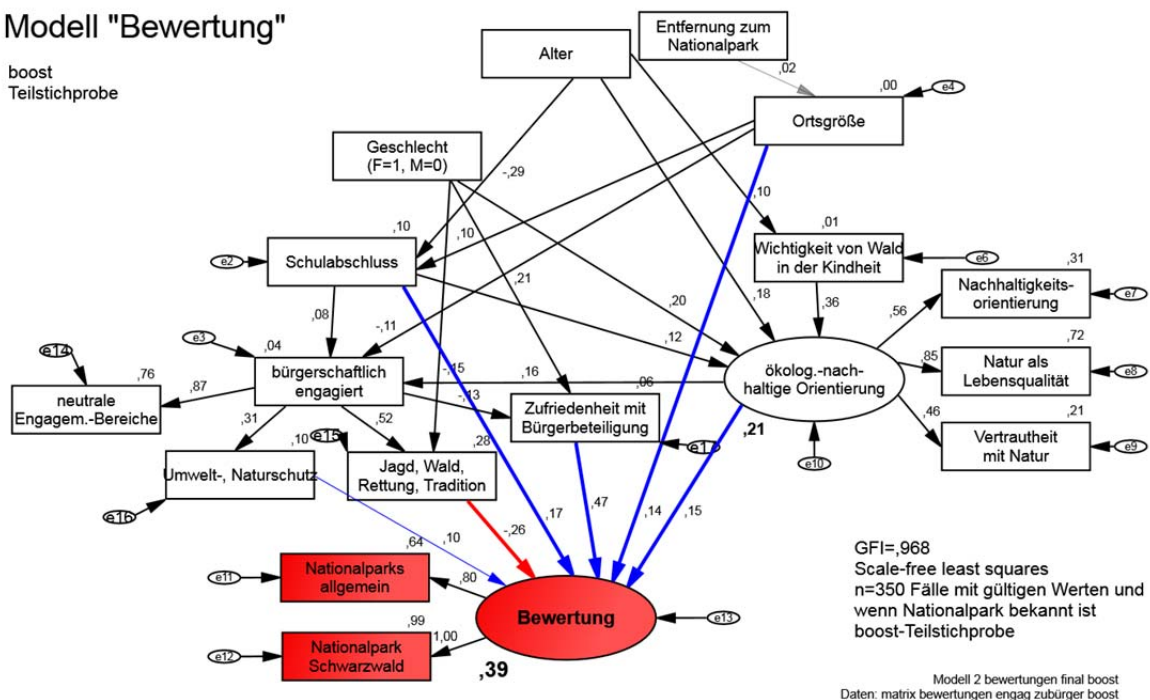 Modell "Bewertung"
boost
Teilstichprobe
Alter
Entfernung zum
Nationalpark
,02
,00
e4
Ortsgröße
Geschlecht
(F=1, M=0)
-,29
,10
,10
,10
,01
e2
Schulabschluss
Wichtigkeit von Wald
in der Kindheit
e6
,31
Nachhaltigkeits-
orientierung
e7
,21
,20
,18
,36
,56
,08
-,11
,12
e3
,04
e14
,76
,87
bürgerschaftlich
engagiert
-,15
,16
,06
ökolog.-nach-
haltige Orientierung
,85
,72
Natur als
Lebensqualität
e8
neutrale
Engagem.-Bereiche
-,13
Zufriedenheit mit
Bürgerbeteiligung
,21
,46
,21
Vertrautheit
mit Natur
e9
,31
,52
e15
,28
e17
e10
,10
Umwelt-, Naturschutz
Jagd, Wald,
Rettung, Tradition
e16
,10
-,26
,17
,47
,14
,15
,64
e11
Nationalparks
allgemein
,80
Bewertung
e13
,99
1,00
e12
Nationalpark
Schwarzwald
,39
GFI=,968
Scale-free least squares
n=350 Fälle mit gültigen Werten und
wenn Nationalpark bekannt ist
boost-Teilstichprobe
Modell 2 bewertungen final boost
Daten: matrix bewertungen engag zubürger boost